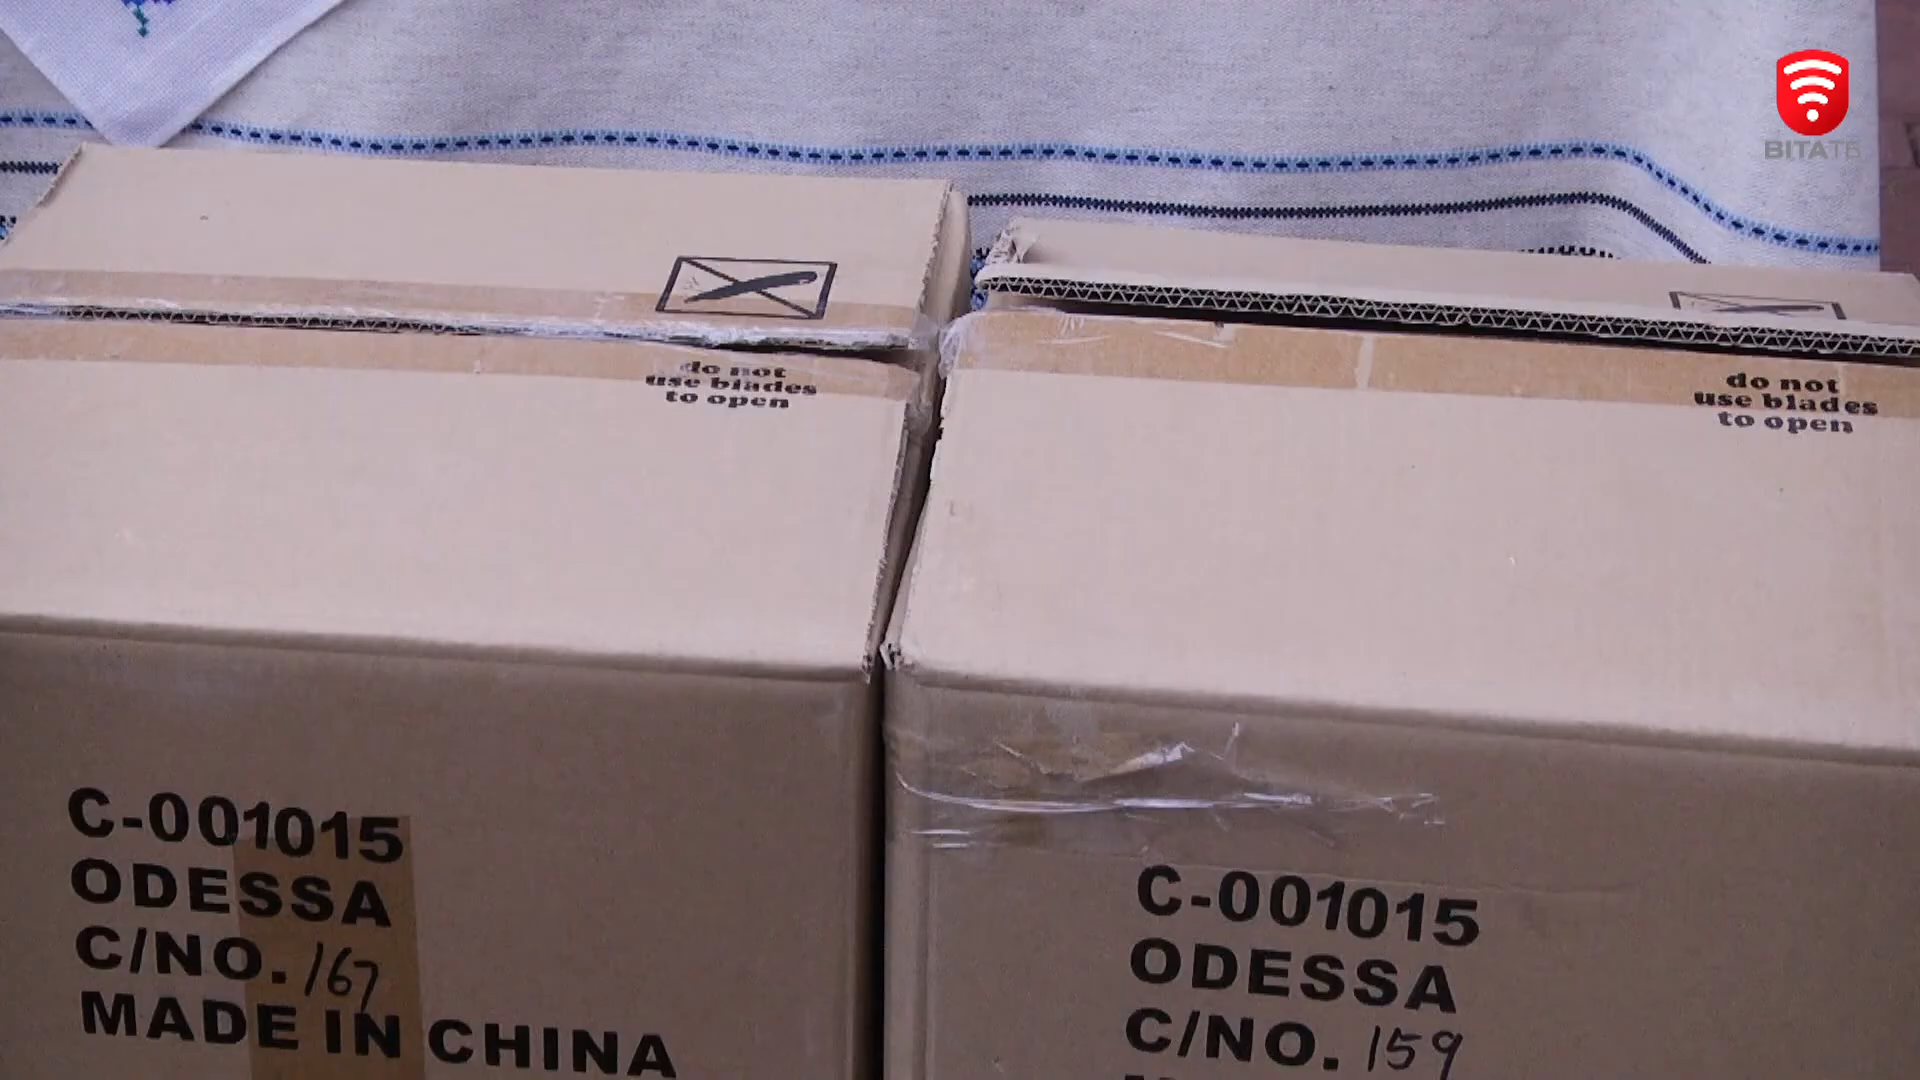 ВІТАТБ
do not
use blades
to open
do not
use blades
to open
C-001015
ODESSA
C/NO. 167
MADE IN CHINA
C-001015
ODESSA
C/NO. 159